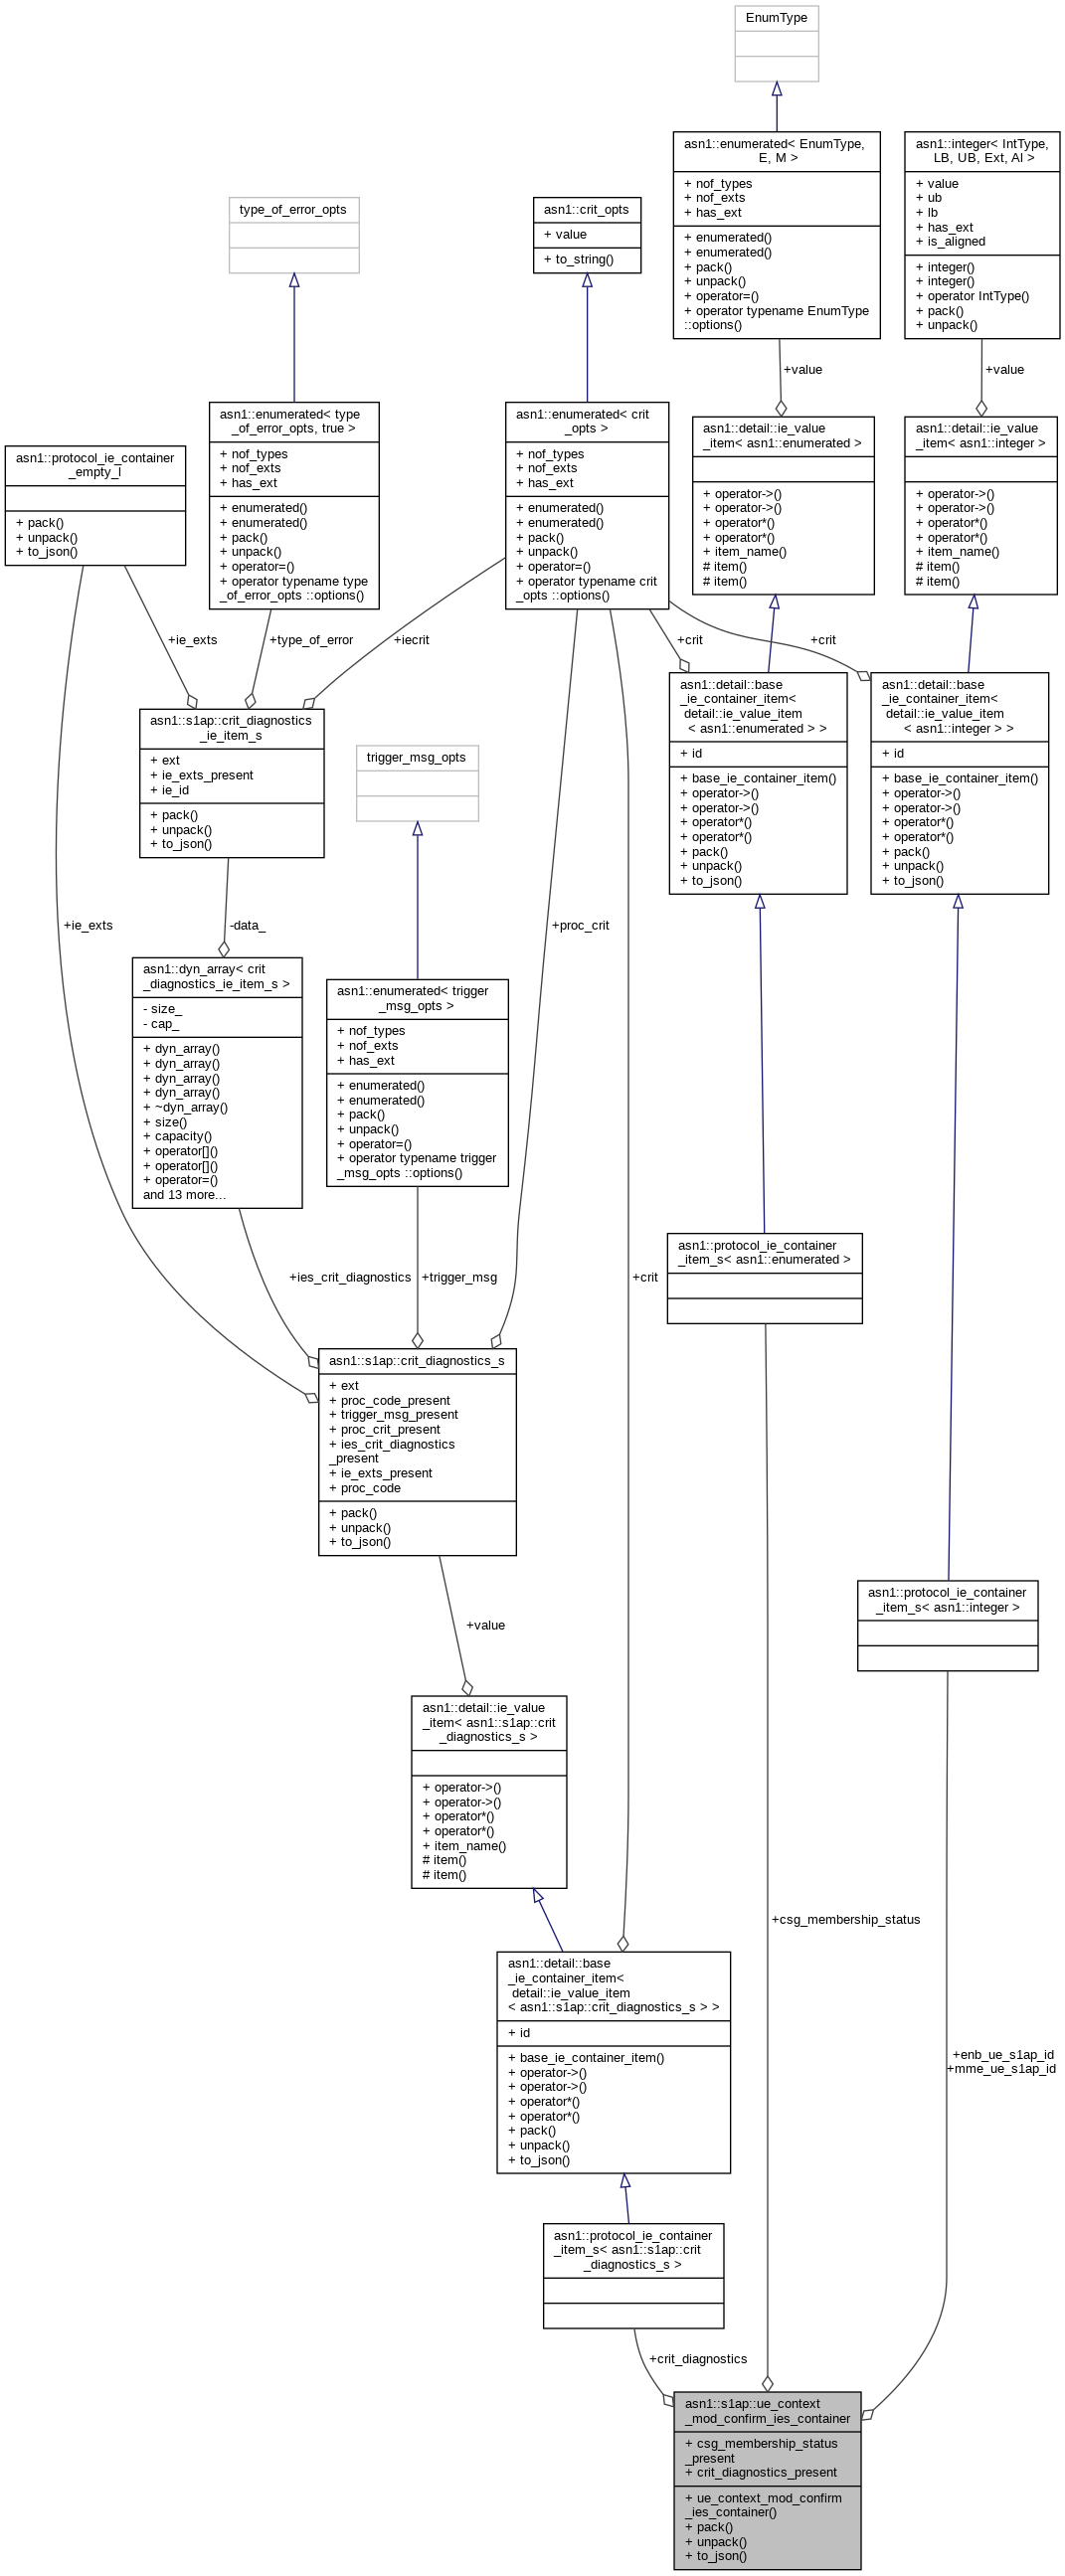 EnumType
asn1::enumerated< EnumType,
E, M >
+ nof_types
+ nof_exts
+ has_ext
+ enumerated()
+ enumerated()
+ pack()
+ unpack()
+ operator=()
+ operator typename EnumType
::options()
asn1::integer< IntType,
LB, UB, Ext, Al >
+ value
+ ub
+ lb
+ has_ext
+ is_aligned
+ integer()
+ integer()
+ operator IntType()
+ pack()
+ unpack()
type_of_error_opts
asn1::crit_opts
+ value
+ to_string()
+value
+value
asn1::protocol_ie_container
_empty_l
+ pack()
+ unpack()
+ to_json()
asn1::enumerated< type
_of_error_opts, true >
+ nof_types
+ nof_exts
+ has_ext
+ enumerated()
+ enumerated()
+ pack()
+ unpack()
+ operator=()
+ operator typename type
_of_error_opts ::options()
asn1::enumerated< crit
_opts >
+ nof_types
+ nof_exts
+ has_ext
+ enumerated()
+ enumerated()
+ pack()
+ unpack()
+ operator=()
+ operator typename crit
_opts ::options()
asn1::detail::ie_value
_item< asn1::enumerated >
+ operator->()
+ operator->()
+ operator*()
+ operator*()
+ item_name()
# item()
# item()
asn1::detail::ie_value
_item< asn1::integer >
+ operator->()
+ operator->()
+ operator*()
+ operator*()
+ item_name()
# item()
# item()
+ie_exts
+type_of_error
+iecrit
+crit
+crit
asn1::s1ap::crit_diagnostics
_ie_item_s
+ ext
+ ie_exts_present
+ ie_id
+ pack()
+ unpack()
+ to_json()
trigger_msg_opts
asn1::detail::base
_ie_container_item<
detail::ie_value_item
< asn1::enumerated > >
+ id
+ base_ie_container_item()
+ operator->()
+ operator->()
+ operator*()
+ operator*()
+ pack()
+ unpack()
+ to_json()
asn1::detail::base
_ie_container_item<
detail::ie_value_item
< asn1::integer > >
+ id
+ base_ie_container_item()
+ operator->()
+ operator->()
+ operator*()
+ operator*()
+ pack()
+ unpack()
+ to_json()
+ie_exts
-data_
+proc_crit
asn1::dyn_array< crit
_diagnostics_ie_item_s >
- size_
- cap_
+ dyn_array()
+ dyn_array()
+ dyn_array()
+ dyn_array()
+ ~dyn_array()
+ size()
+ capacity()
+ operator[]()
+ operator[]()
+ operator=()
and 13 more...
asn1::enumerated< trigger
_msg_opts >
+ nof_types
+ nof_exts
+ has_ext
+ enumerated()
+ enumerated()
+ pack()
+ unpack()
+ operator=()
+ operator typename trigger
_msg_opts ::options()
asn1::protocol_ie_container
_item_s< asn1::enumerated >
+ies_crit_diagnostics
+trigger_msg
+crit
asn1::s1ap::crit_diagnostics_s
+ ext
+ proc_code_present
+ trigger_msg_present
+ proc_crit_present
+ ies_crit_diagnostics
_present
+ ie_exts_present
+ proc_code
+ pack()
+ unpack()
+ to_json()
asn1::protocol_ie_container
_item_s< asn1::integer >
+value
asn1::detail::ie_value
_item< asn1::s1ap::crit
_diagnostics_s >
+ operator->()
+ operator->()
+ operator*()
+ operator*()
+ item_name()
# item()
# item()
+csg_membership_status
asn1::detail::base
_ie_container_item<
detail::ie_value_item
< asn1::s1ap::crit_diagnostics_s > >
+ id
+ base_ie_container_item()
+ operator->()
+ operator->()
+ operator*()
+ operator*()
+ pack()
+ unpack()
+ to_json()
+enb_ue_s1ap_id
+mme_ue_s1ap_id
asn1::protocol_ie_container
_item_s< asn1::s1ap::crit
_diagnostics_s >
+crit_diagnostics
asn1::s1ap::ue_context
_mod_confirm_ies_container
+ csg_membership_status
_present
+ crit_diagnostics_present
+ ue_context_mod_confirm
_ies_container()
+ pack()
+ unpack()
+ to_json()